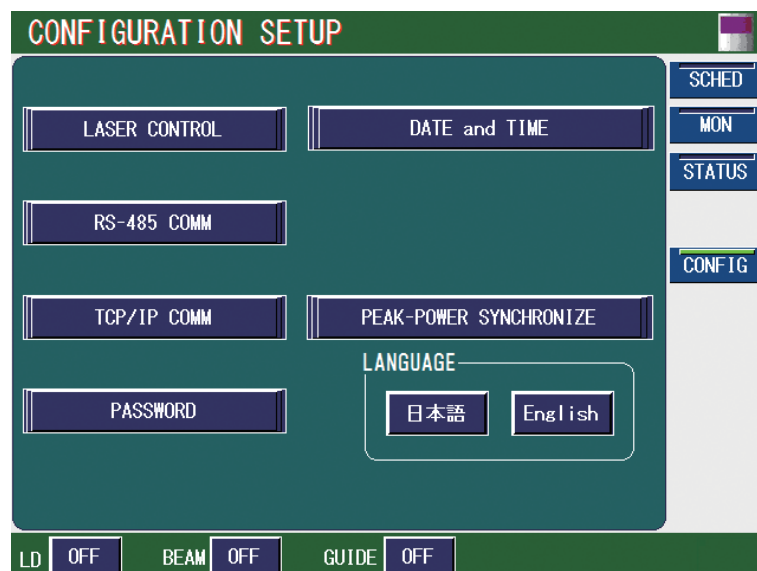 CONFIGURATION SETUP
SCHED
LASER CONTROL
DATE and TIME
MON
STATUS
RS-485 COMM
CONFIG
TCP/IP COMM
PEAK-POWER SYNCHRONIZE
LANGUAGE
PASSWORD
日本語
English
LD OFF BEAM OFF GUIDE OFF